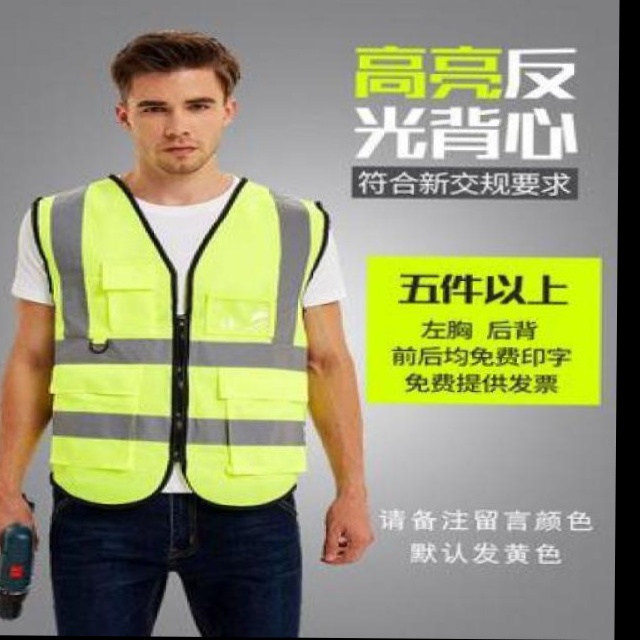 高亮反
光背心
符合新交规要求
五件以上
左胸 后背
前后均免费印字
免费提供发票
请备注留言颜色
默认发黄色